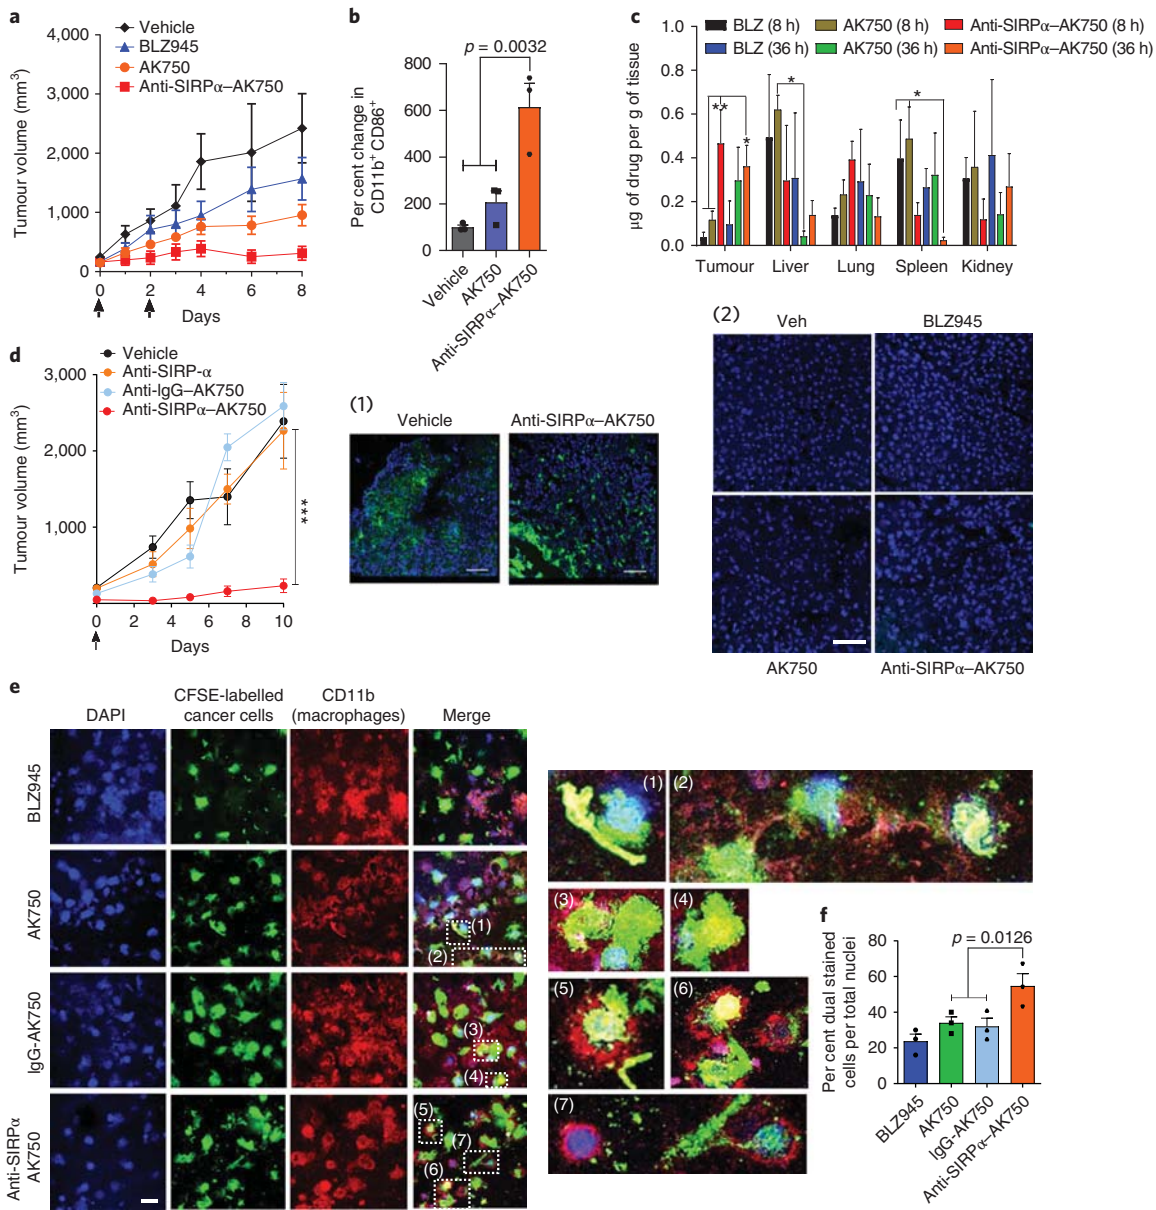 a
Vehicle
BLZ945
AK750
Anti-SIRPα–AK750
Tumour volume (mm³)
4,000
3,000
2,000
1,000
0
0 2 4 6 8
Days
b
p = 0.0032
Per cent change in
CD11b⁺ CD86⁺
800
600
400
200
0
Vehicle
AK750
Anti-SIRPα–AK750
c
BLZ (8 h) AK750 (8 h) Anti-SIRPα–AK750 (8 h)
BLZ (36 h) AK750 (36 h) Anti-SIRPα–AK750 (36 h)
μg of drug per g of tissue
1.0
0.8
0.6
0.4
0.2
0.0
**
*
*
*
Tumour Liver Lung Spleen Kidney
d
Vehicle
Anti-SIRP-α
Anti-IgG–AK750
Anti-SIRPα–AK750
Tumour volume (mm³)
3,000
2,000
1,000
***
0 2 4 6 8 10
Days
(1)
Vehicle Anti-SIRPα–AK750
(2)
Veh BLZ945
AK750 Anti-SIRPα–AK750
e
DAPI
CFSE-labelled
cancer cells
CD11b
(macrophages)
Merge
BLZ945
AK750
(1)
(2)
IgG-AK750
(3)
(4)
Anti-SIRPα
AK750
(5)
(7)
(6)
(1)
(2)
(3)
(4)
(5)
(6)
(7)
f
p = 0.0126
Per cent dual stained
cells per total nuclei
80
60
40
20
0
BLZ945
AK750
IgG-AK750
Anti-SIRPα–AK750